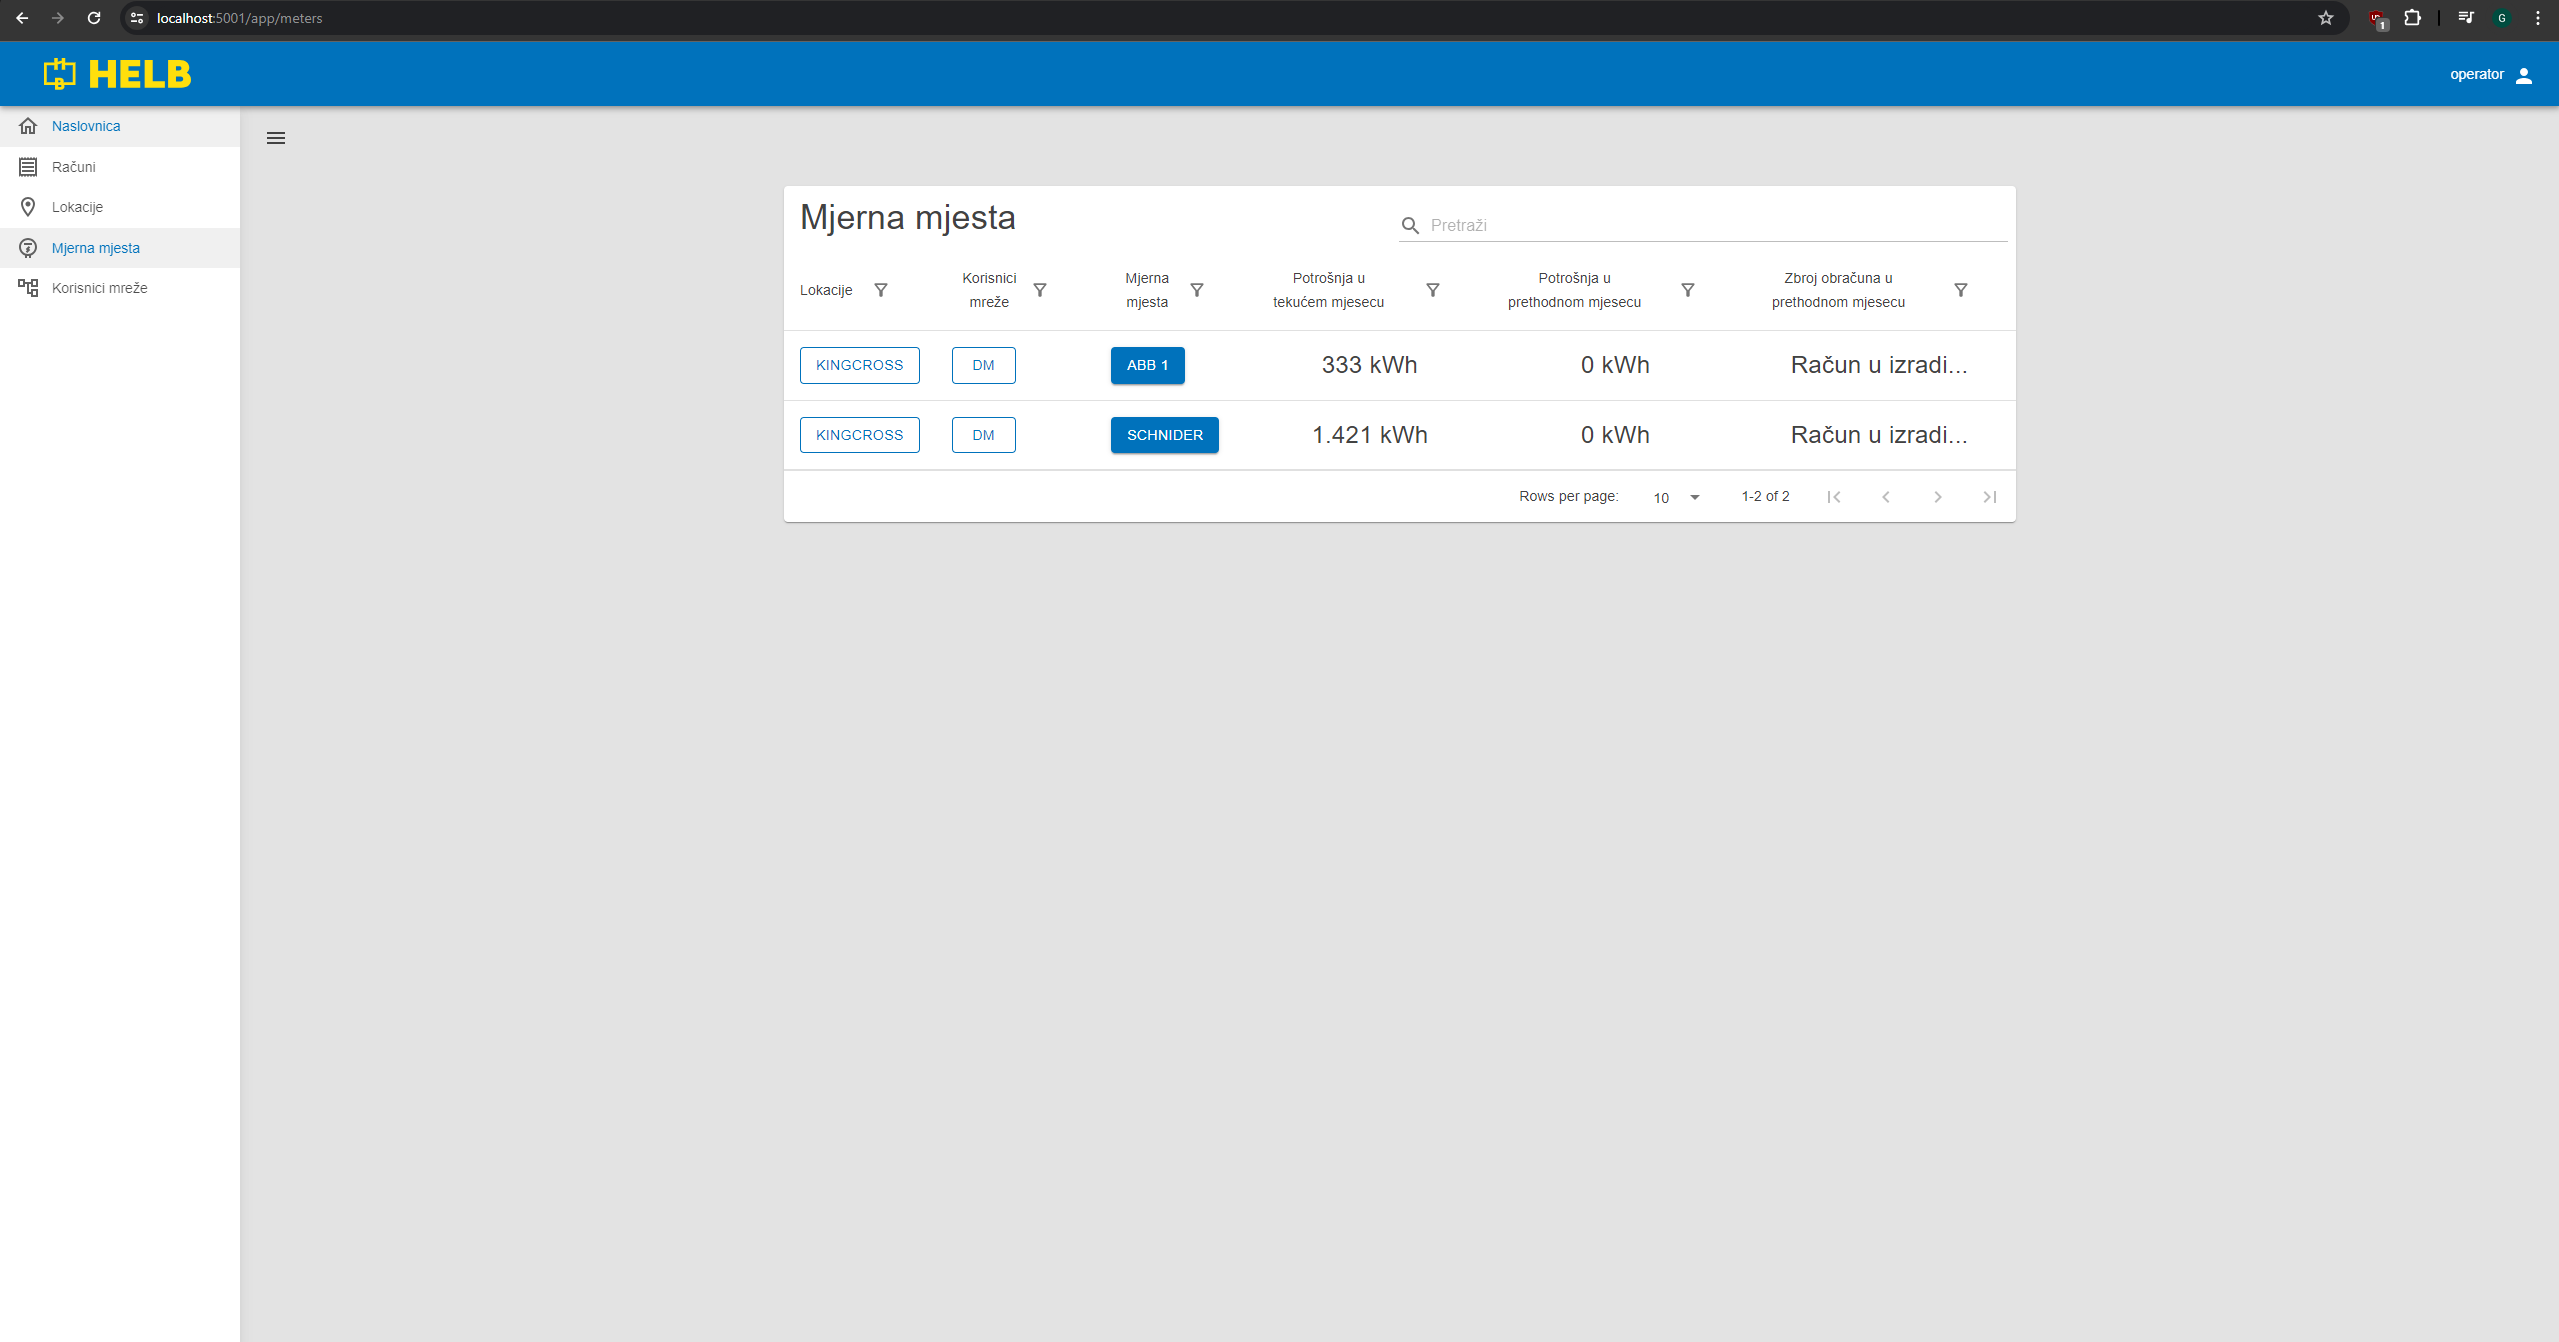 localhost:5001/app/meters
1
G
HELB
operator
Naslovnica
Računi
Lokacije
Mjerna mjesta
Korisnici mreže
Mjerna mjesta
Pretraži
Lokacije
Korisnici
mreže
Mjerna
mjesta
Potrošnja u
tekućem mjesecu
Potrošnja u
prethodnom mjesecu
Zbroj obračuna u
prethodnom mjesecu
KINGCROSS DM ABB 1 333 kWh 0 kWh Račun u izradi...
KINGCROSS DM SCHNIDER 1.421 kWh 0 kWh Račun u izradi...
Rows per page: 10 1-2 of 2